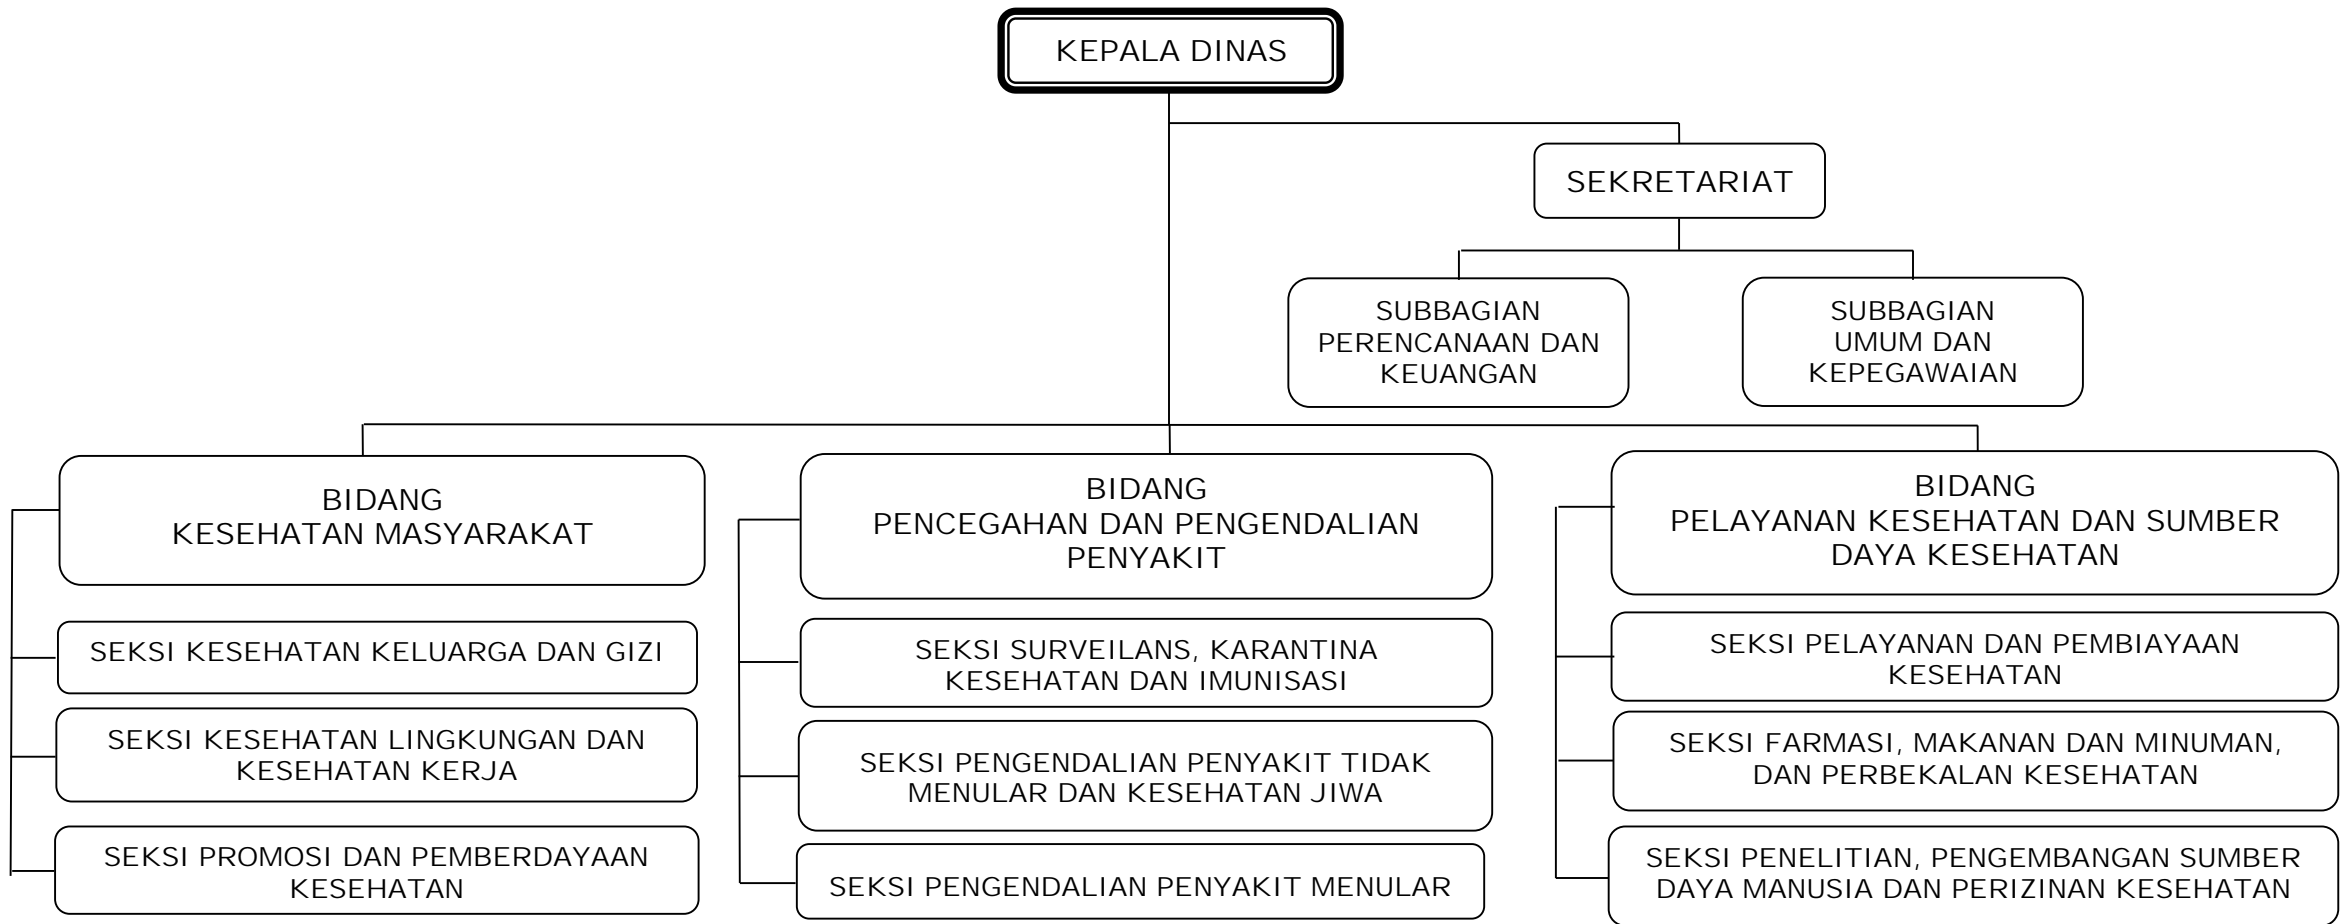 KEPALA DINAS
SEKRETARIAT
SUBBAGIAN
PERENCANAAN DAN
KEUANGAN
SUBBAGIAN
UMUM DAN
KEPEGAWAIAN
BIDANG
KESEHATAN MASYARAKAT
SEKSI KESEHATAN KELUARGA DAN GIZI
SEKSI KESEHATAN LINGKUNGAN DAN
KESEHATAN KERJA
SEKSI PROMOSI DAN PEMBERDAYAAN
KESEHATAN
BIDANG
PENCEGAHAN DAN PENGENDALIAN
PENYAKIT
SEKSI SURVEILANS, KARANTINA
KESEHATAN DAN IMUNISASI
SEKSI PENGENDALIAN PENYAKIT TIDAK
MENULAR DAN KESEHATAN JIWA
SEKSI PENGENDALIAN PENYAKIT MENULAR
BIDANG
PELAYANAN KESEHATAN DAN SUMBER
DAYA KESEHATAN
SEKSI PELAYANAN DAN PEMBIAYAAN
KESEHATAN
SEKSI FARMASI, MAKANAN DAN MINUMAN,
DAN PERBEKALAN KESEHATAN
SEKSI PENELITIAN, PENGEMBANGAN SUMBER
DAYA MANUSIA DAN PERIZINAN KESEHATAN